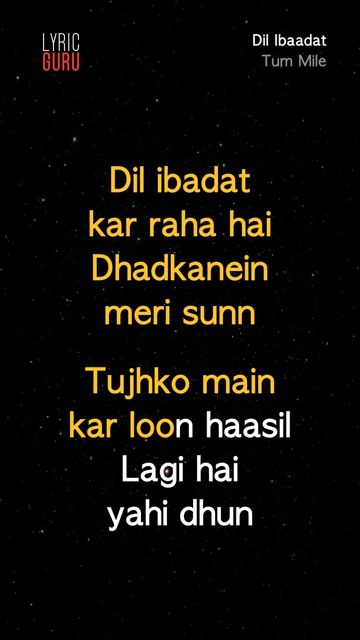 LYRIC
GURU
Dil Ibaadat
Tum Mile
Dil ibadat
kar raha hai
Dhadkanein
meri sunn
Tujhko main
kar loon haasil
Lagi hai
yahi dhun